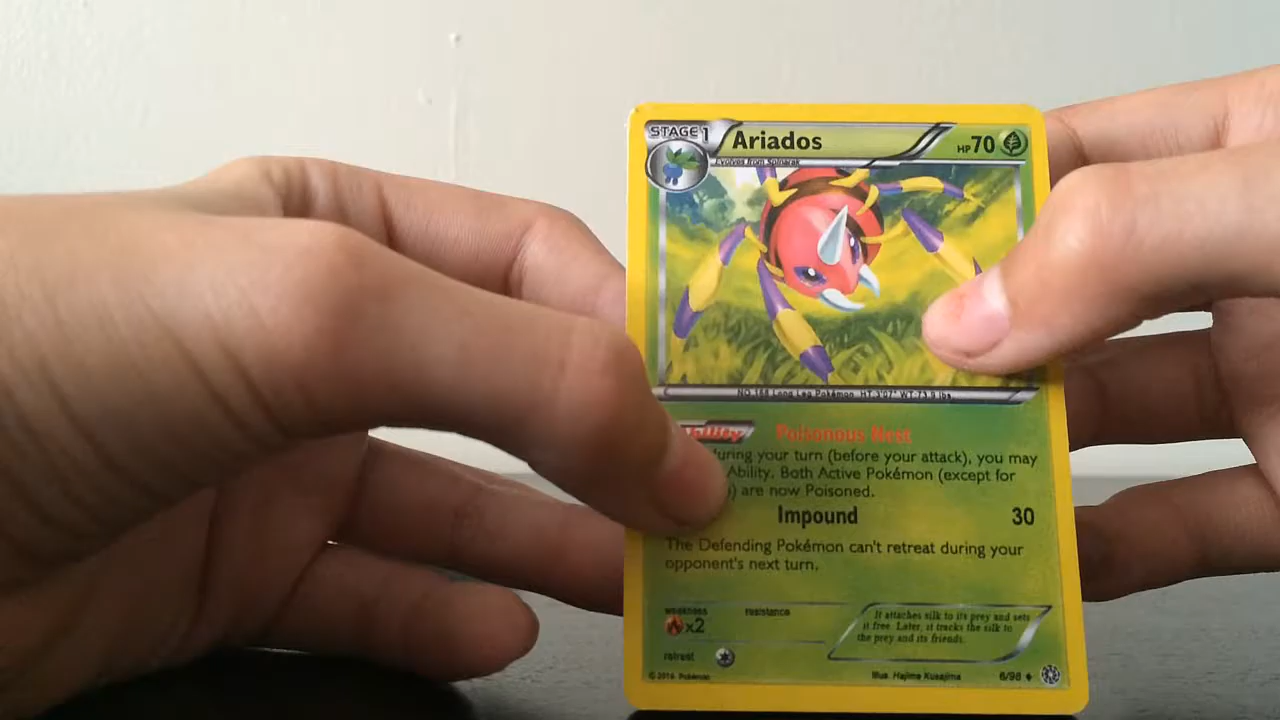 STAGE 1 Ariados HP 70
Evolves from Spinarak
NO. 168 Long Leg Pokémon HT: 3'07" WT: 73.9 lbs.
Ability Poisonous Nest
during your turn (before your attack), you may
Ability. Both Active Pokémon (except for
) are now Poisoned.
Impound 30
The Defending Pokémon can't retreat during your
opponent's next turn.
weakness resistance
x2
It attaches silk to its prey and sets
it free. Later, it tracks the silk to
the prey and its friends.
retreat
© 2016 Pokémon Illus. Hajime Kusajima 6/98